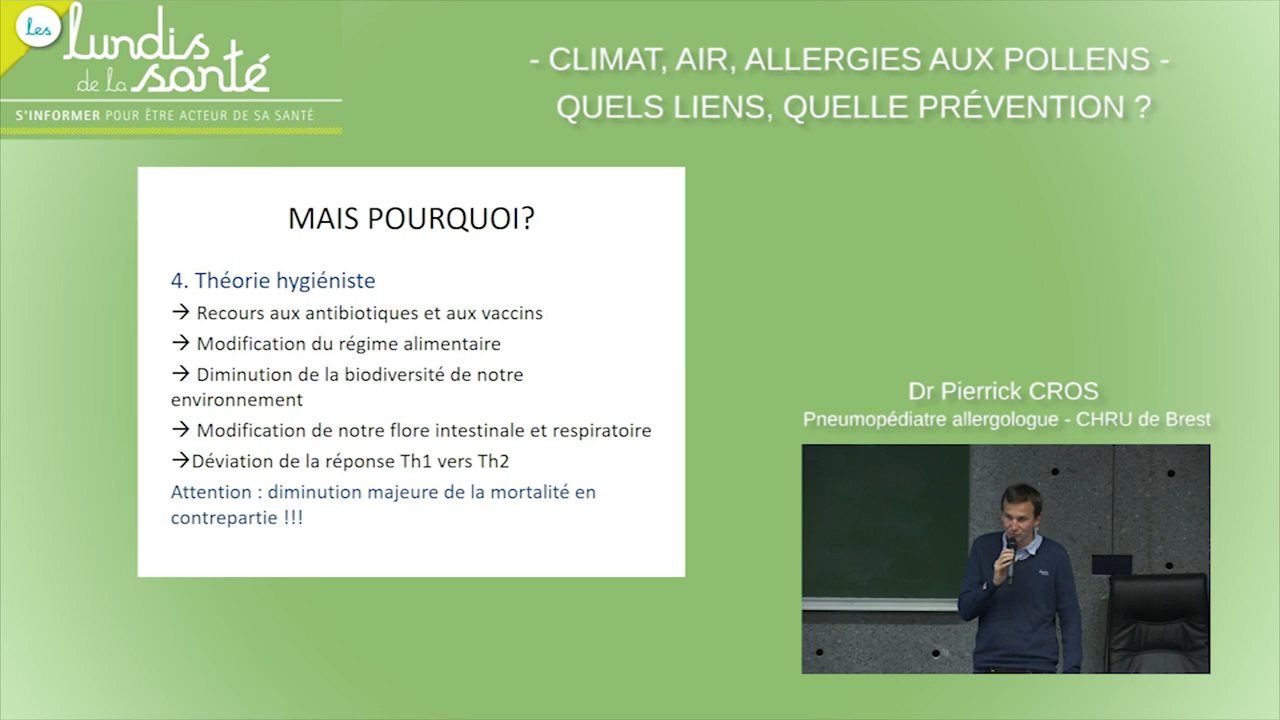 Les
lundis
de la santé
S'INFORMER POUR ÊTRE ACTEUR DE SA SANTÉ
- CLIMAT, AIR, ALLERGIES AUX POLLENS -
QUELS LIENS, QUELLE PRÉVENTION ?
MAIS POURQUOI?
4. Théorie hygiéniste
→ Recours aux antibiotiques et aux vaccins
→ Modification du régime alimentaire
→ Diminution de la biodiversité de notre
environnement
→ Modification de notre flore intestinale et respiratoire
→Déviation de la réponse Th1 vers Th2
Attention : diminution majeure de la mortalité en
contrepartie !!!
Dr Pierrick CROS
Pneumopédiatre allergologue - CHRU de Brest